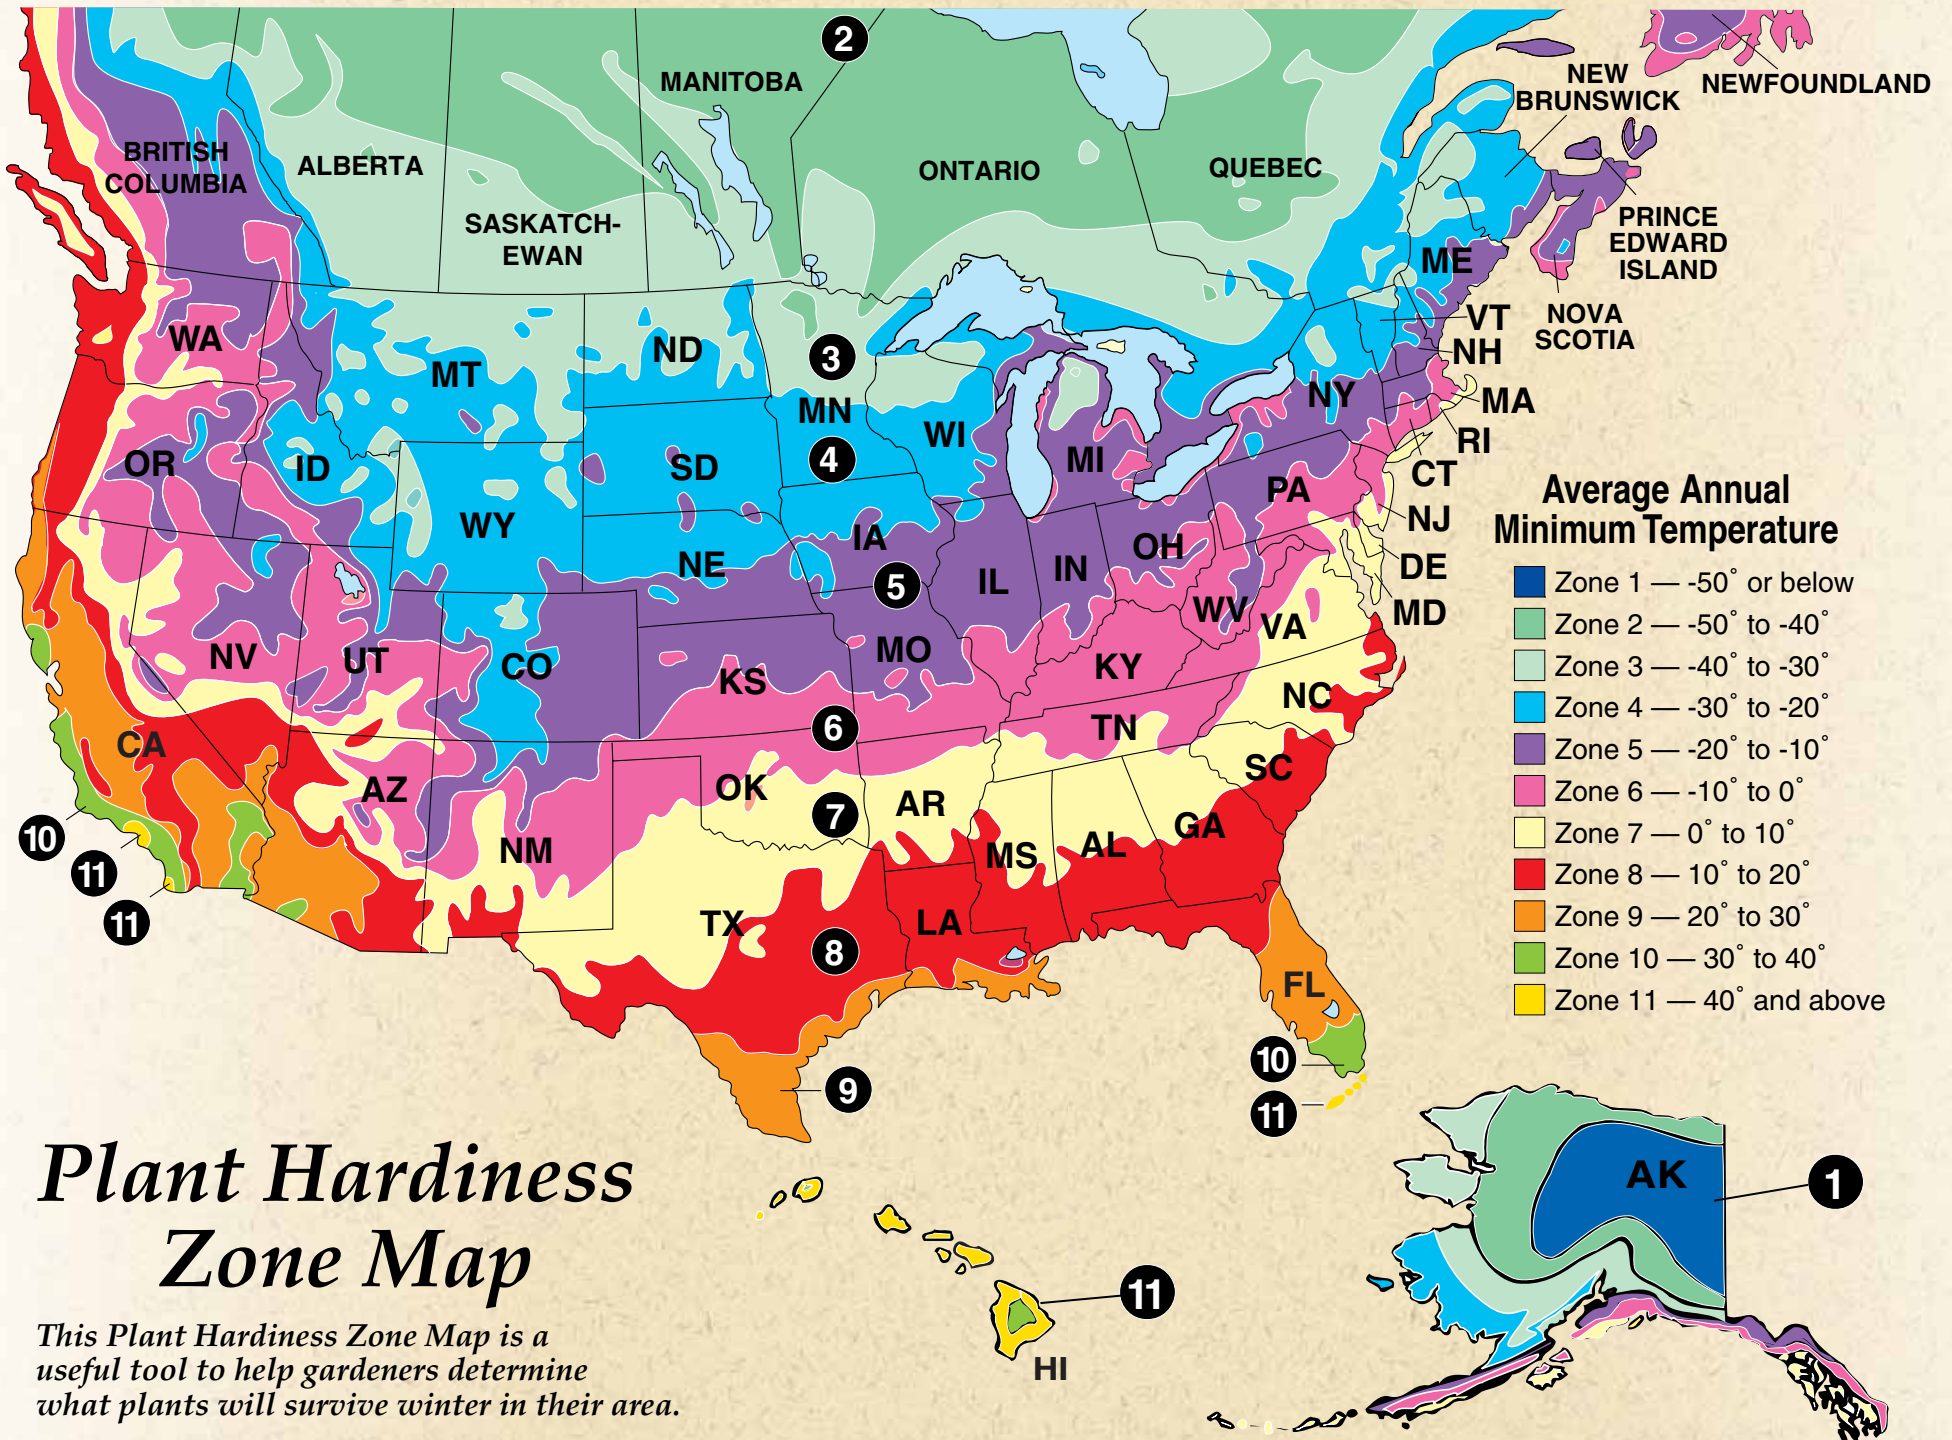 2
MANITOBA
NEW
BRUNSWICK
NEWFOUNDLAND
BRITISH
COLUMBIA
ALBERTA
ONTARIO
QUEBEC
SASKATCH-
EWAN
PRINCE
EDWARD
ISLAND
ME
NOVA
SCOTIA
WA
MT
ND
3
VT
NH
MN
NY
MA
WI
RI
OR
ID
SD
4
MI
PA
CT
WY
IA
NJ
NE
OH
IN
DE
IL
5
WV
VA
MD
NV
UT
CO
MO
KY
KS
NC
6
TN
CA
AZ
OK
7
AR
SC
GA
10
11
NM
MS
AL
11
TX
LA
8
FL
10
9
11
Average Annual
Minimum Temperature
Zone 1 — -50˚ or below
Zone 2 — -50˚ to -40˚
Zone 3 — -40˚ to -30˚
Zone 4 — -30˚ to -20˚
Zone 5 — -20˚ to -10˚
Zone 6 — -10˚ to 0˚
Zone 7 — 0˚ to 10˚
Zone 8 — 10˚ to 20˚
Zone 9 — 20˚ to 30˚
Zone 10 — 30˚ to 40˚
Zone 11 — 40˚ and above
AK
1
11
HI
Plant Hardiness
Zone Map
This Plant Hardiness Zone Map is a
useful tool to help gardeners determine
what plants will survive winter in their area.